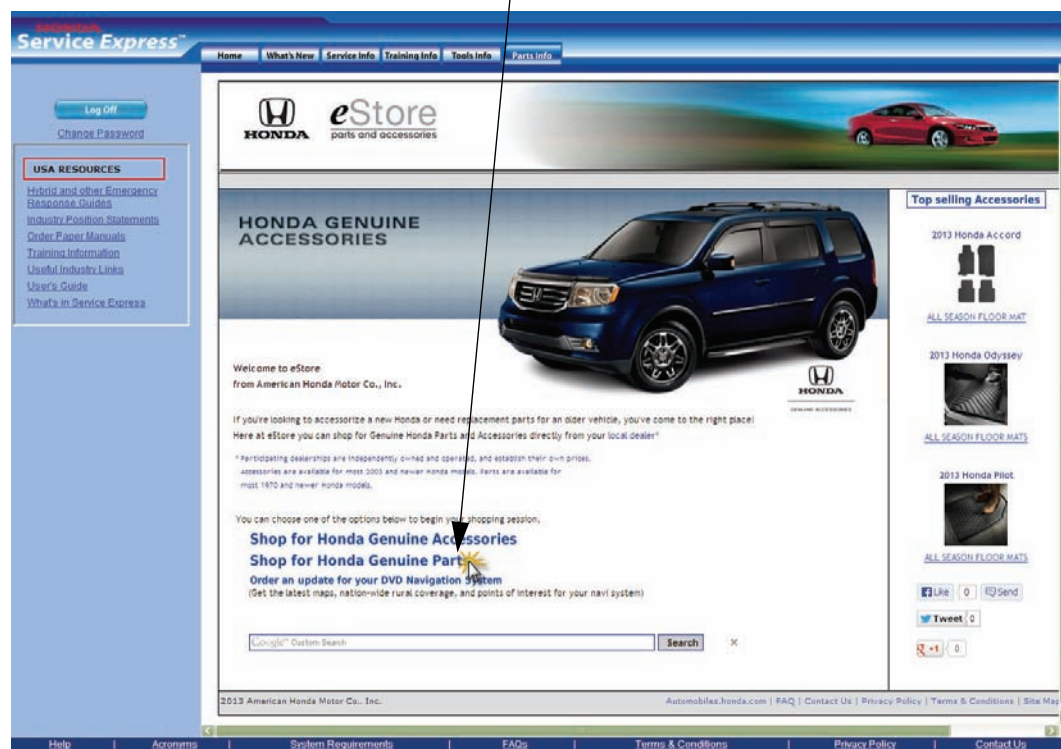 HONDA
Service Express™
Home
What's New
Service Info
Training Info
Tools Info
Parts Info
Log Off
Change Password
USA RESOURCES
Hybrid and other Emergency
Response Guides
Industry Position Statements
Order Paper Manuals
Training Information
Useful Industry Links
User's Guide
What's in Service Express
HONDA
eStore
parts and accessories
HONDA GENUINE
ACCESSORIES
HONDA
GENUINE ACCESSORIES
Welcome to eStore
from American Honda Motor Co., Inc.
If you're looking to accessorize a new Honda or need replacement parts for an older vehicle, you've come to the right place!
Here at eStore you can shop for Genuine Honda Parts and Accessories directly from your local dealer*
* Participating dealerships are independently owned and operated, and establish their own prices.
Accessories are available for most 2003 and newer Honda models. Parts are available for
most 1970 and newer Honda models.
You can choose one of the options below to begin your shopping session.
Shop for Honda Genuine Accessories
Shop for Honda Genuine Parts
Order an update for your DVD Navigation System
(Get the latest maps, nation-wide rural coverage, and points of interest for your navi system)
Google™ Custom Search
Search
×
Top selling Accessories
2013 Honda Accord
ALL SEASON FLOOR MAT
2013 Honda Odyssey
ALL SEASON FLOOR MATS
2013 Honda Pilot
ALL SEASON FLOOR MATS
Like 0 Send
Tweet 0
+1 0
2013 American Honda Motor Co., Inc.
Automobiles.honda.com | FAQ | Contact Us | Privacy Policy | Terms & Conditions | Site Map
Help | Acronyms | System Requirements | FAQs | Terms & Conditions | Privacy Policy | Contact Us